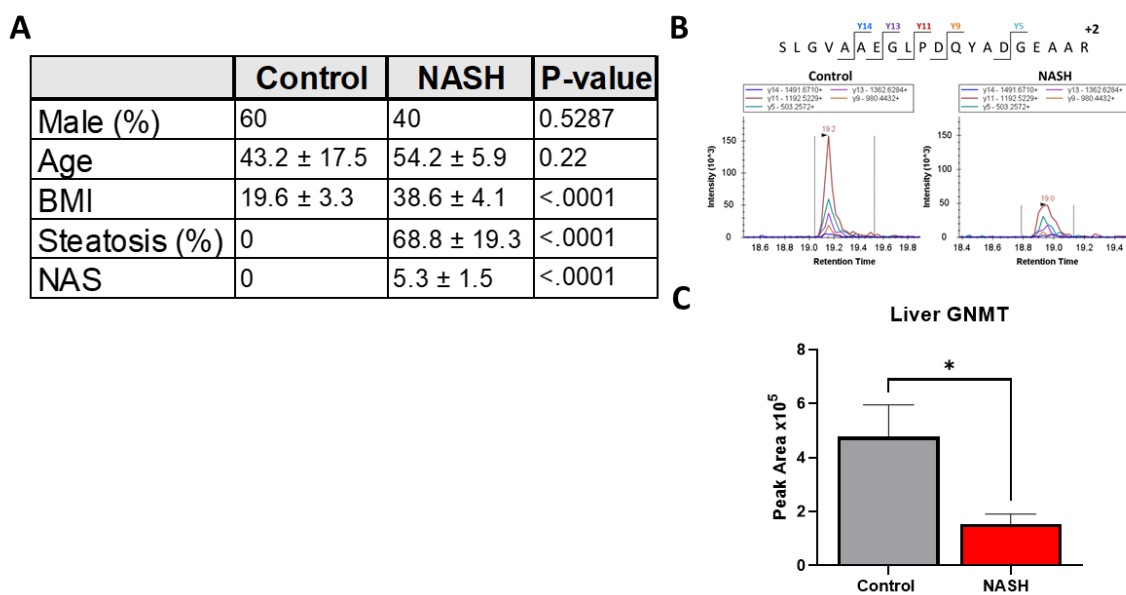 A
Control NASH P-value
Male (%) 60 40 0.5287
Age 43.2 ± 17.5 54.2 ± 5.9 0.22
BMI 19.6 ± 3.3 38.6 ± 4.1 <.0001
Steatosis (%) 0 68.8 ± 19.3 <.0001
NAS 0 5.3 ± 1.5 <.0001
B
Y14 Y13 Y11 Y9 Y5 +2
S L G V A A E G L P D Q Y A D G E A A R
Control
y14 - 1491.6710+ y13 - 1362.6284+
y11 - 1192.5229+ y9 - 980.4432+
y5 - 503.2572+
19.2
150
100
50
0
Intensity (10^3)
18.6 18.8 19.0 19.2 19.4 19.6 19.8
Retention Time
NASH
y14 - 1491.6710+ y13 - 1362.6284+
y11 - 1192.5229+ y9 - 980.4432+
y5 - 503.2572+
19.0
150
100
50
0
Intensity (10^3)
18.4 18.6 18.8 19.0 19.2 19.4
Retention Time
C
Liver GNMT
8
6
4
2
0
Peak Area x10⁵
*
Control NASH